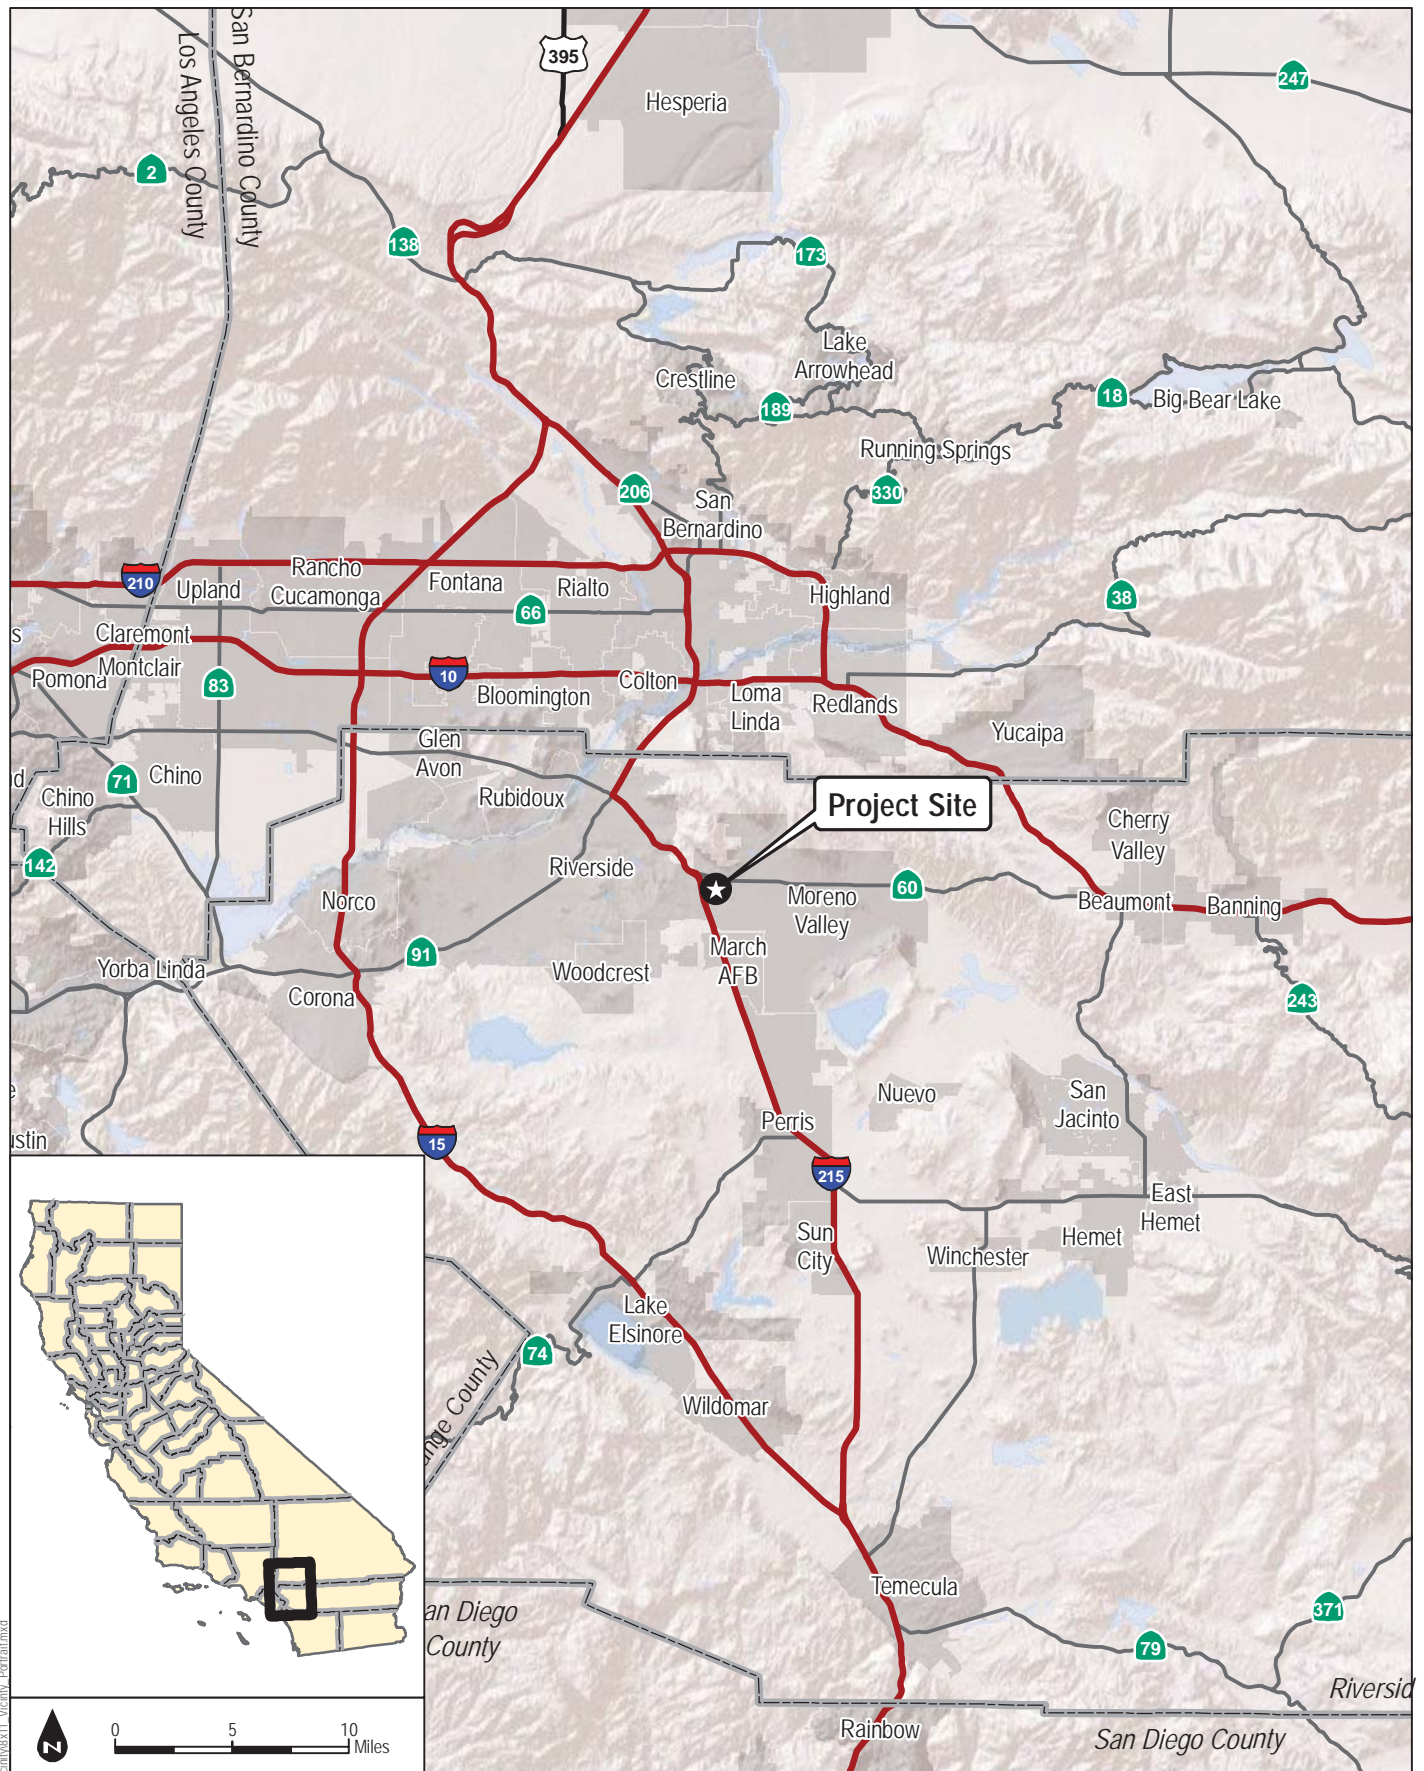 San Bernardino County
Los Angeles County
395
247
Hesperia
2
138
173
Lake
Arrowhead
Crestline
189
18
Big Bear Lake
Running Springs
330
206
San
Bernardino
210
Upland
Rancho
Cucamonga
Fontana
Rialto
66
Highland
38
s
Claremont
Montclair
Pomona
83
10
Bloomington
Colton
Loma
Linda
Redlands
Yucaipa
Glen
Avon
71
Chino
Chino
Hills
Rubidoux
Project Site
Cherry
Valley
142
Riverside
Norco
Moreno
Valley
60
Beaumont
Banning
91
March
AFB
Woodcrest
Yorba Linda
Corona
243
Nuevo
San
Jacinto
Perris
ustin
15
215
East
Hemet
Sun
City
Hemet
Winchester
Lake
Elsinore
74
ange County
Wildomar
Temecula
371
79
an Diego
County
Riversid
San Diego County
Rainbow
N
0 5 10
Miles